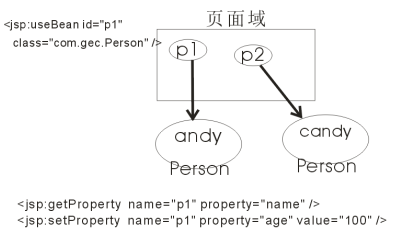 页面域
<jsp:useBean id="p1"
class="com.gec.Person" />
p1
p2
andy
candy
Person
Person
<jsp:getProperty name="p1" property="name" />
<jsp:setProperty name="p1" property="age" value="100" />